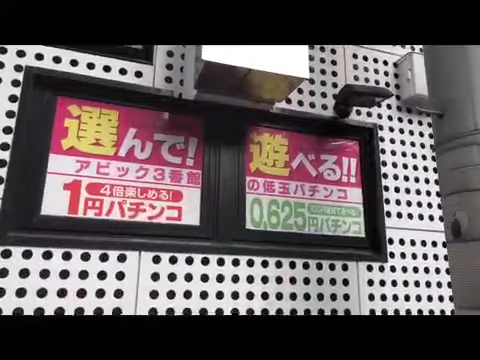 選んで!
アビック3番館
4倍楽しめる!
1円パチンコ
遊べる!!
の低玉パチンコ
0.625円パチンコ